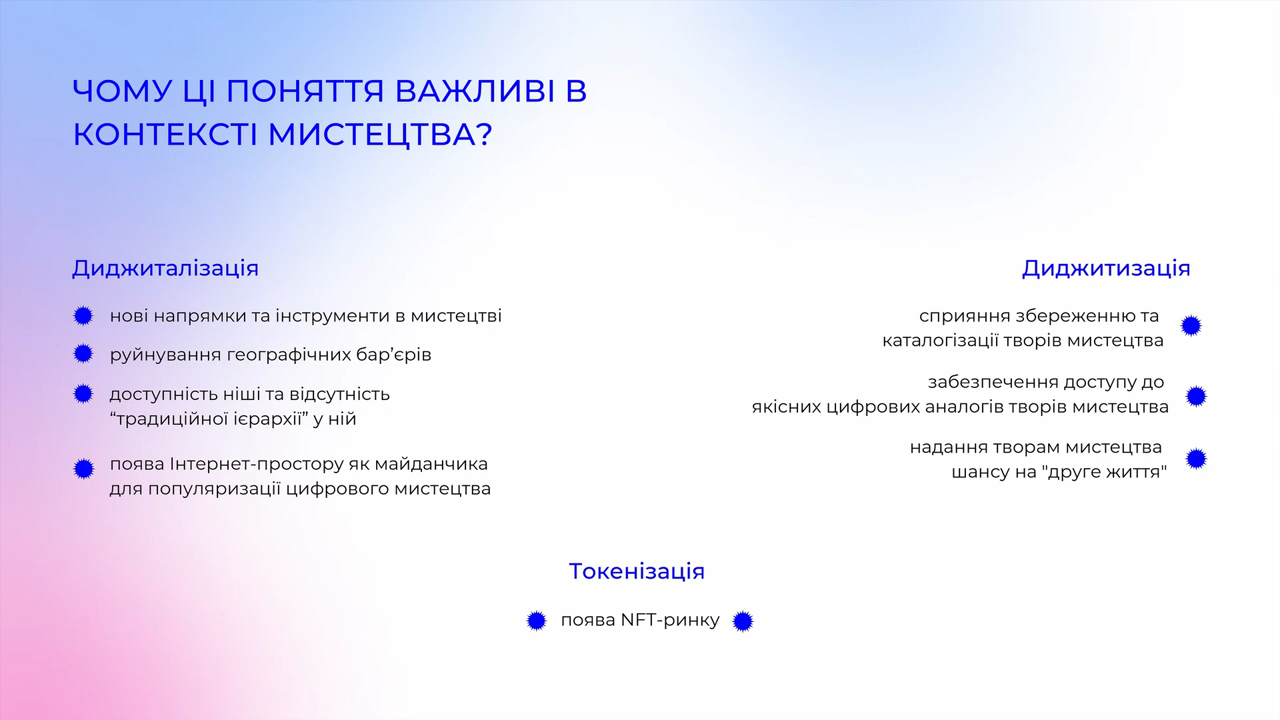 ЧОМУ ЦІ ПОНЯТТЯ ВАЖЛИВІ В
КОНТЕКСТІ МИСТЕЦТВА?
Диджиталізація
нові напрямки та інструменти в мистецтві
руйнування географічних бар’єрів
доступність ніші та відсутність
“традиційної ієрархії” у ній
поява Інтернет-простору як майданчика
для популяризації цифрового мистецтва
Диджитизація
сприяння збереженню та
каталогізації творів мистецтва
забезпечення доступу до
якісних цифрових аналогів творів мистецтва
надання творам мистецтва
шансу на "друге життя"
Токенізація
поява NFT-ринку